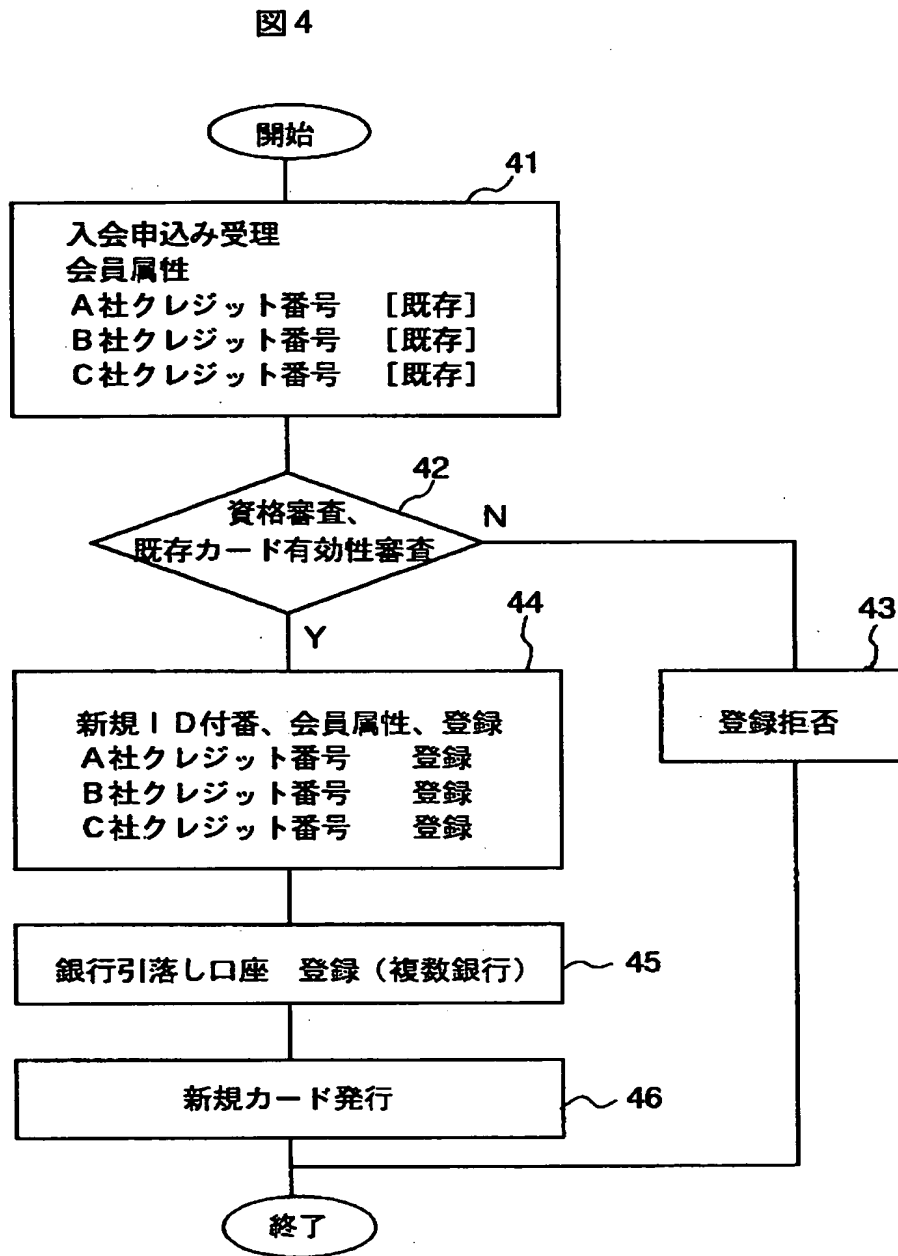 図4
開始
41
入会申込み受理
会員属性
A社クレジット番号 [既存]
B社クレジット番号 [既存]
C社クレジット番号 [既存]
42
資格審査、
既存カード有効性審査
N
Y
44
新規ID付番、会員属性、登録
A社クレジット番号 登録
B社クレジット番号 登録
C社クレジット番号 登録
43
登録拒否
銀行引落し口座 登録(複数銀行)
45
新規カード発行
46
終了